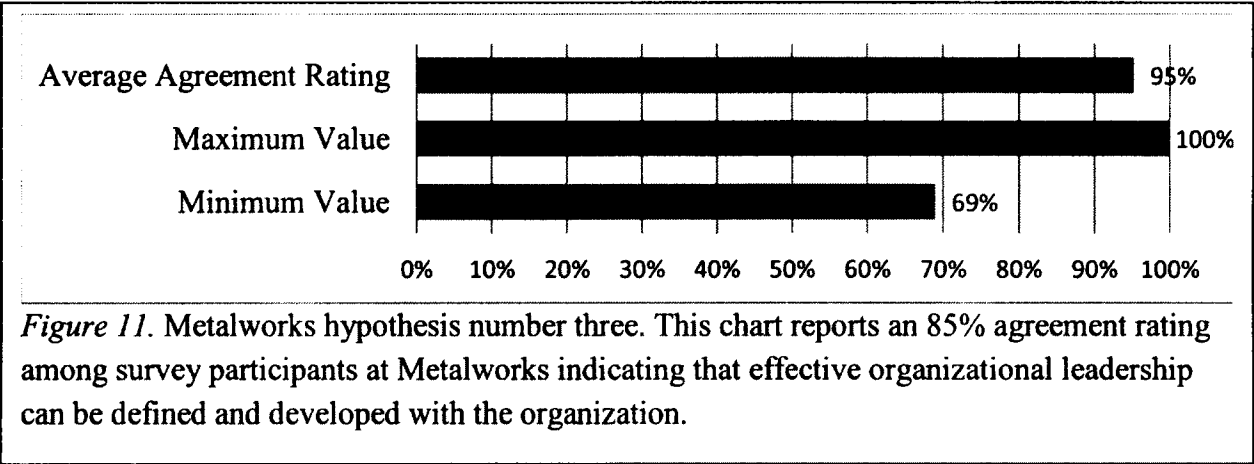 Average Agreement Rating 95%
Maximum Value 100%
Minimum Value 69%
0% 10% 20% 30% 40% 50% 60% 70% 80% 90% 100%
Figure 11. Metalworks hypothesis number three. This chart reports an 85% agreement rating
among survey participants at Metalworks indicating that effective organizational leadership
can be defined and developed with the organization.